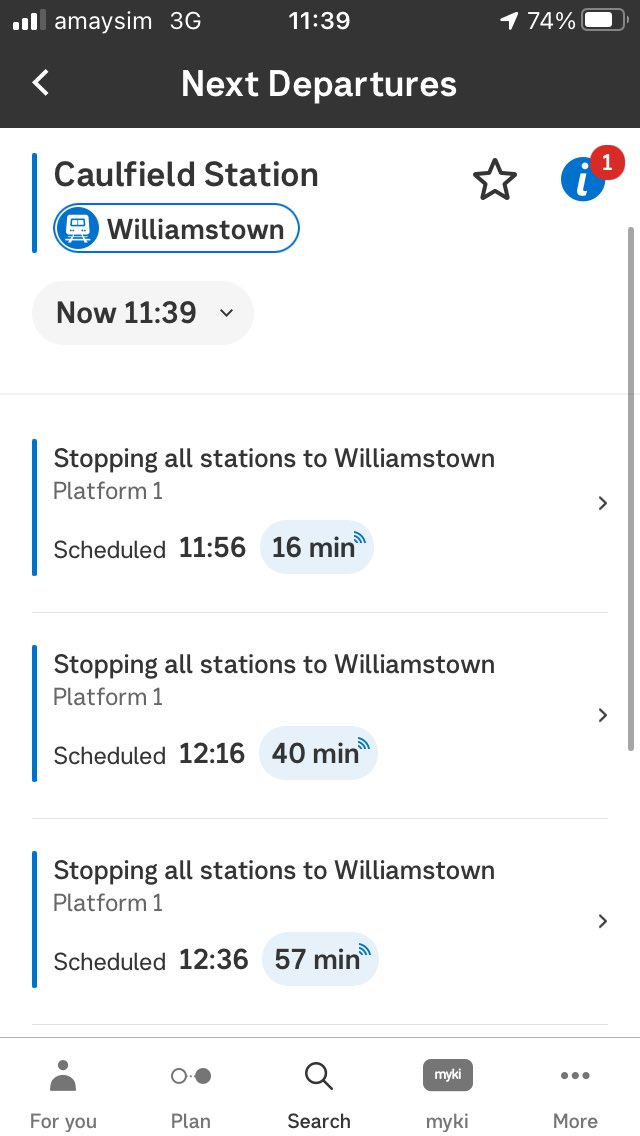 amaysim 3G 11:39 74%
Next Departures
Caulfield Station
1
Williamstown
Now 11:39
Stopping all stations to Williamstown
Platform 1
Scheduled 11:56 16 min
Stopping all stations to Williamstown
Platform 1
Scheduled 12:16 40 min
Stopping all stations to Williamstown
Platform 1
Scheduled 12:36 57 min
myki
For you Plan Search myki More